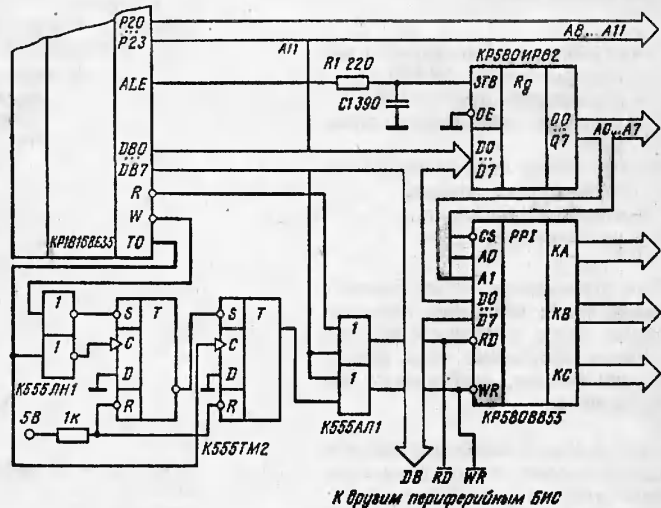 P20
...
P23
A8...A11
A11
КР580ИР82
ALE
R1 220
C1 390
STB
Rg
OE
D0
...
D7
Q0
...
Q7
A0...A7
DB0
...
DB7
R
W
T0
КР1816ВЕ35
CS
PPI
A0
A1
D0
...
D7
RD
WR
KA
KB
KC
КР580ВВ55
1
1
К555ЛН1
S
T
C
D
R
S
T
C
D
R
К555ТМ2
1
1
К555АЛ1
5В
1к
DB
RD
WR
К другим периферийным БИС